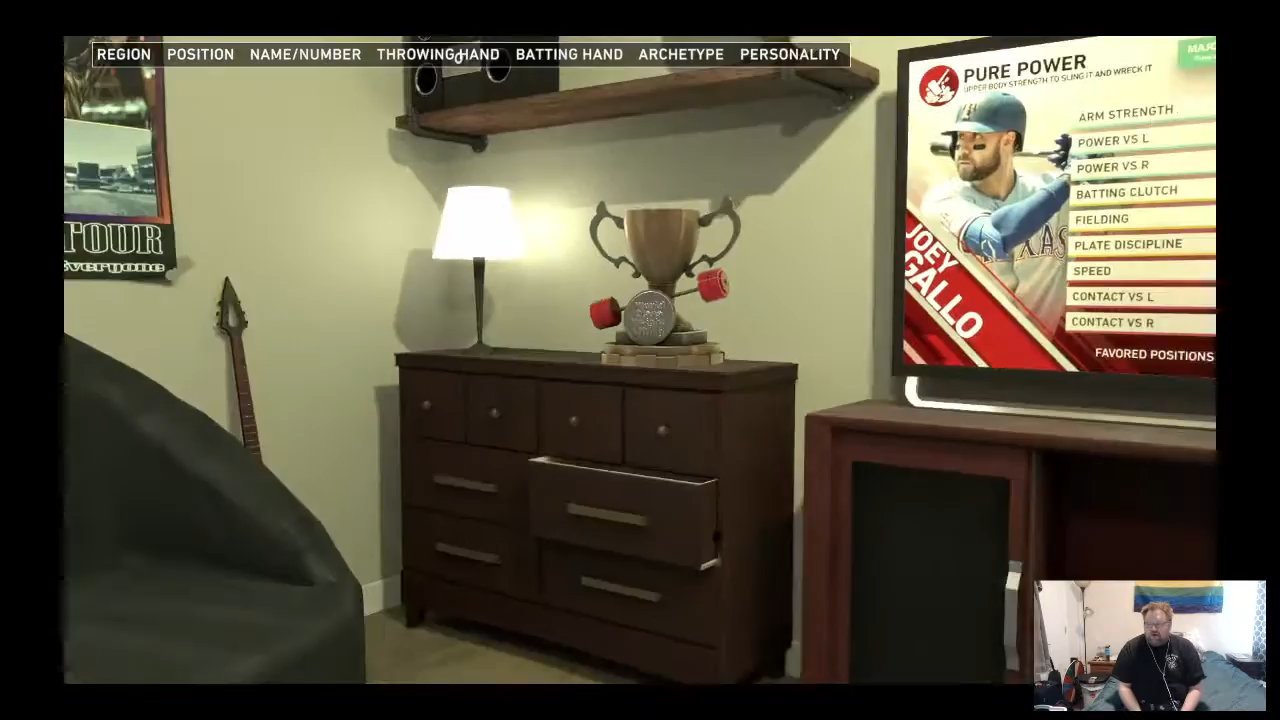 REGION POSITION NAME/NUMBER THROWING HAND BATTING HAND ARCHETYPE PERSONALITY
PURE POWER
UPPER BODY STRENGTH TO SLING IT AND WRECK IT
ARM STRENGTH
POWER VS L
POWER VS R
BATTING CLUTCH
FIELDING
PLATE DISCIPLINE
SPEED
CONTACT VS L
CONTACT VS R
FAVORED POSITIONS
JOEY
GALLO
TEXAS
TOUR
Everyone